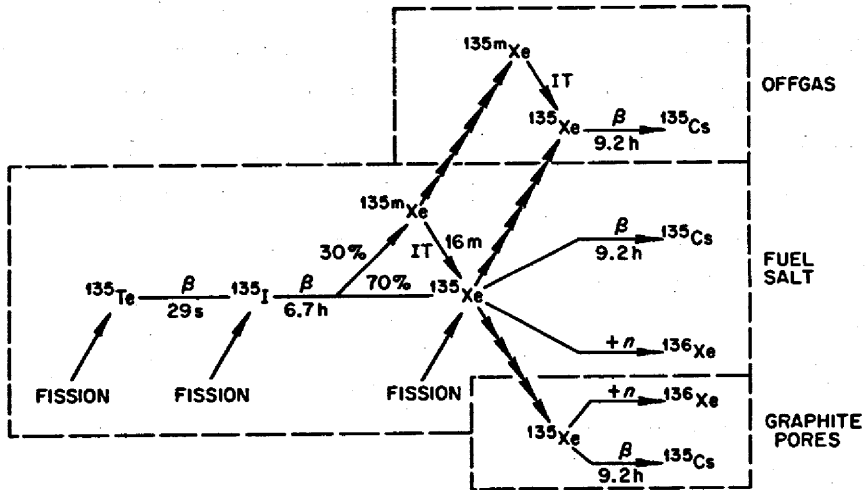 135mXe
IT
OFFGAS
135Xe β 135Cs
9.2h
135mXe
30% IT 16m
β 135Cs
9.2h
FUEL
SALT
135Te β 135I β 70% 135Xe
29s 6.7h
+n 136Xe
FISSION FISSION FISSION
+n 136Xe
GRAPHITE
PORES
135Xe
β 135Cs
9.2h